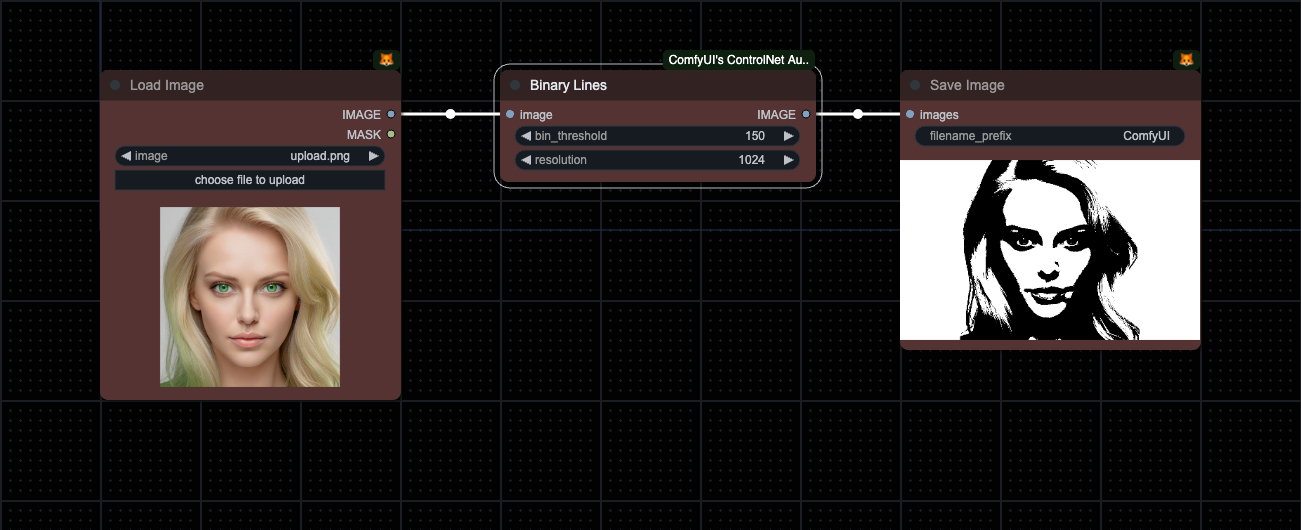 Load Image
IMAGE
MASK
image upload.png
choose file to upload
ComfyUI's ControlNet Au..
Binary Lines
image IMAGE
bin_threshold 150
resolution 1024
Save Image
images
filename_prefix ComfyUI